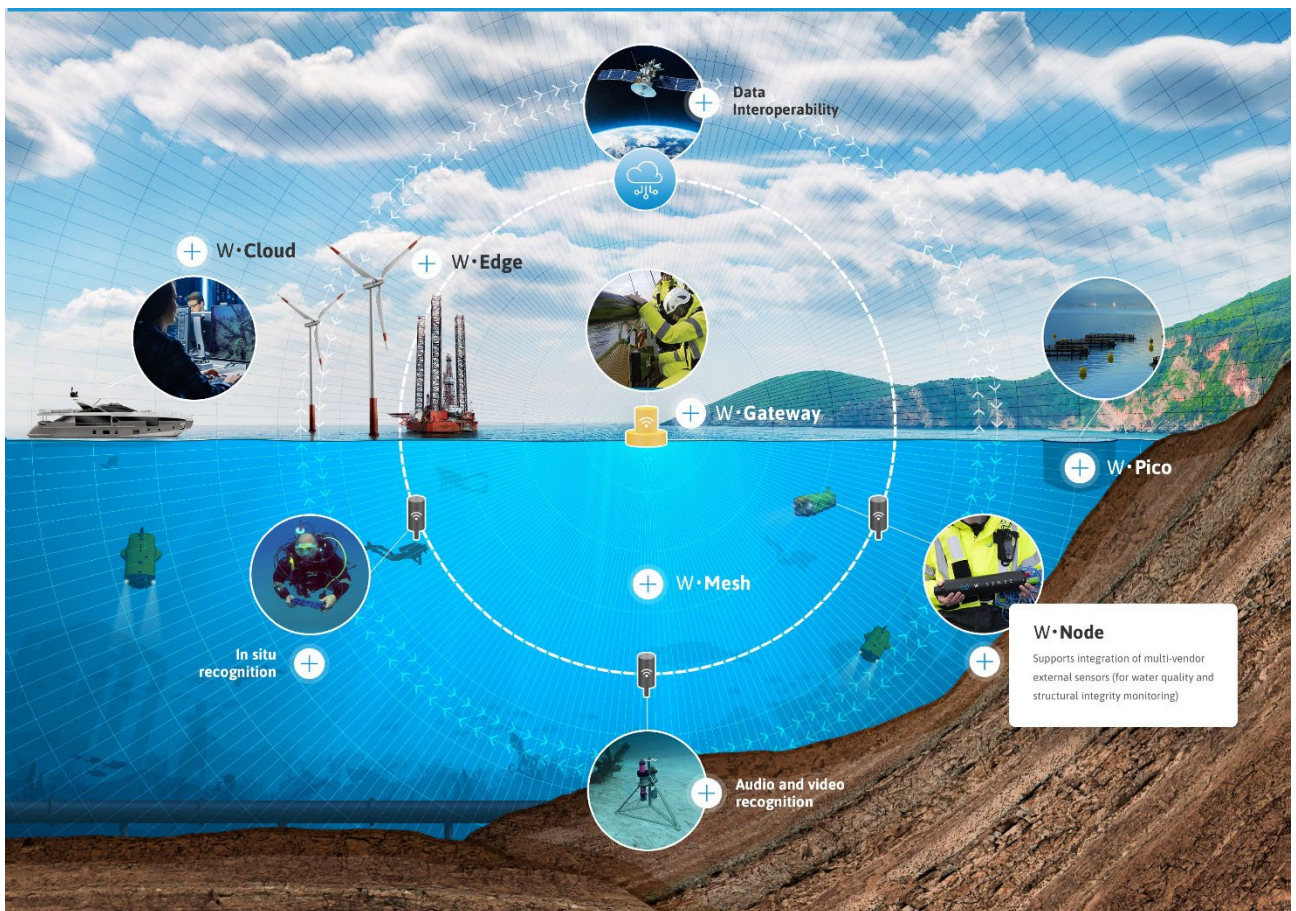 Data
Interoperability
W·Cloud
W·Edge
W·Gateway
W·Pico
W·Mesh
In situ
recognition
W·Node
Supports integration of multi-vendor
external sensors (for water quality and
structural integrity monitoring)
Audio and video
recognition